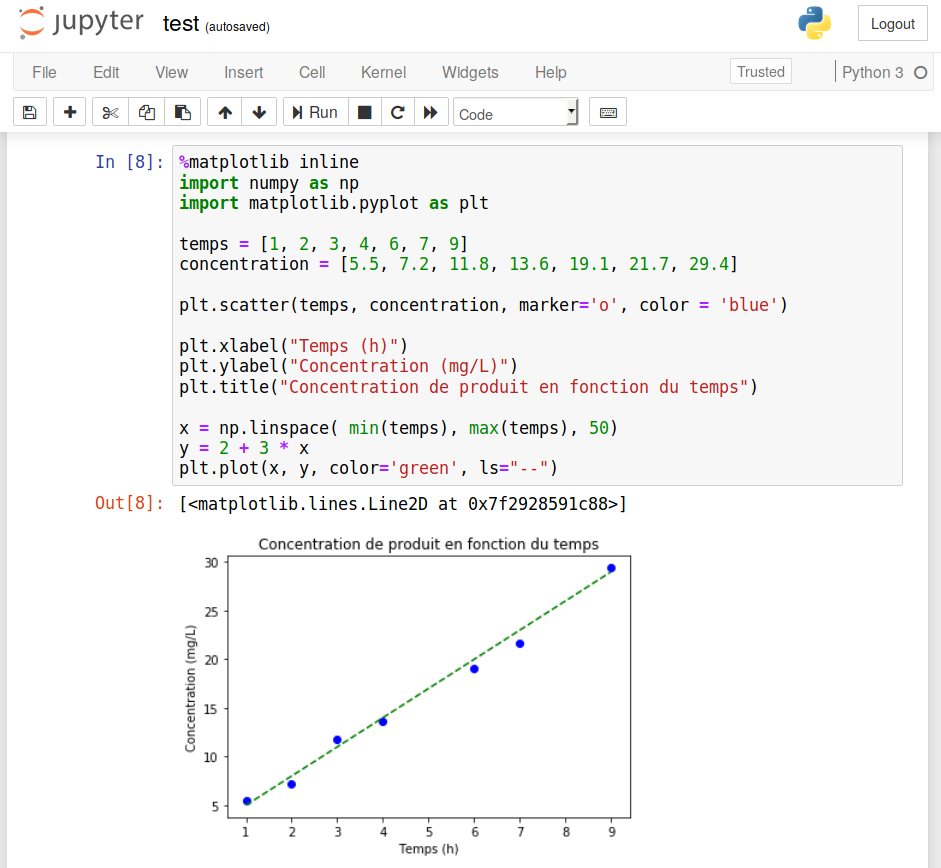 jupyter test (autosaved)
Logout
File Edit View Insert Cell Kernel Widgets Help Trusted Python 3
Run Code
In [8]: %matplotlib inline
import numpy as np
import matplotlib.pyplot as plt
temps = [1, 2, 3, 4, 6, 7, 9]
concentration = [5.5, 7.2, 11.8, 13.6, 19.1, 21.7, 29.4]
plt.scatter(temps, concentration, marker='o', color = 'blue')
plt.xlabel("Temps (h)")
plt.ylabel("Concentration (mg/L)")
plt.title("Concentration de produit en fonction du temps")
x = np.linspace( min(temps), max(temps), 50)
y = 2 + 3 * x
plt.plot(x, y, color='green', ls="--")
Out[8]: [<matplotlib.lines.Line2D at 0x7f2928591c88>]
Concentration de produit en fonction du temps
30
25
20
15
10
5
Concentration (mg/L)
1 2 3 4 5 6 7 8 9
Temps (h)